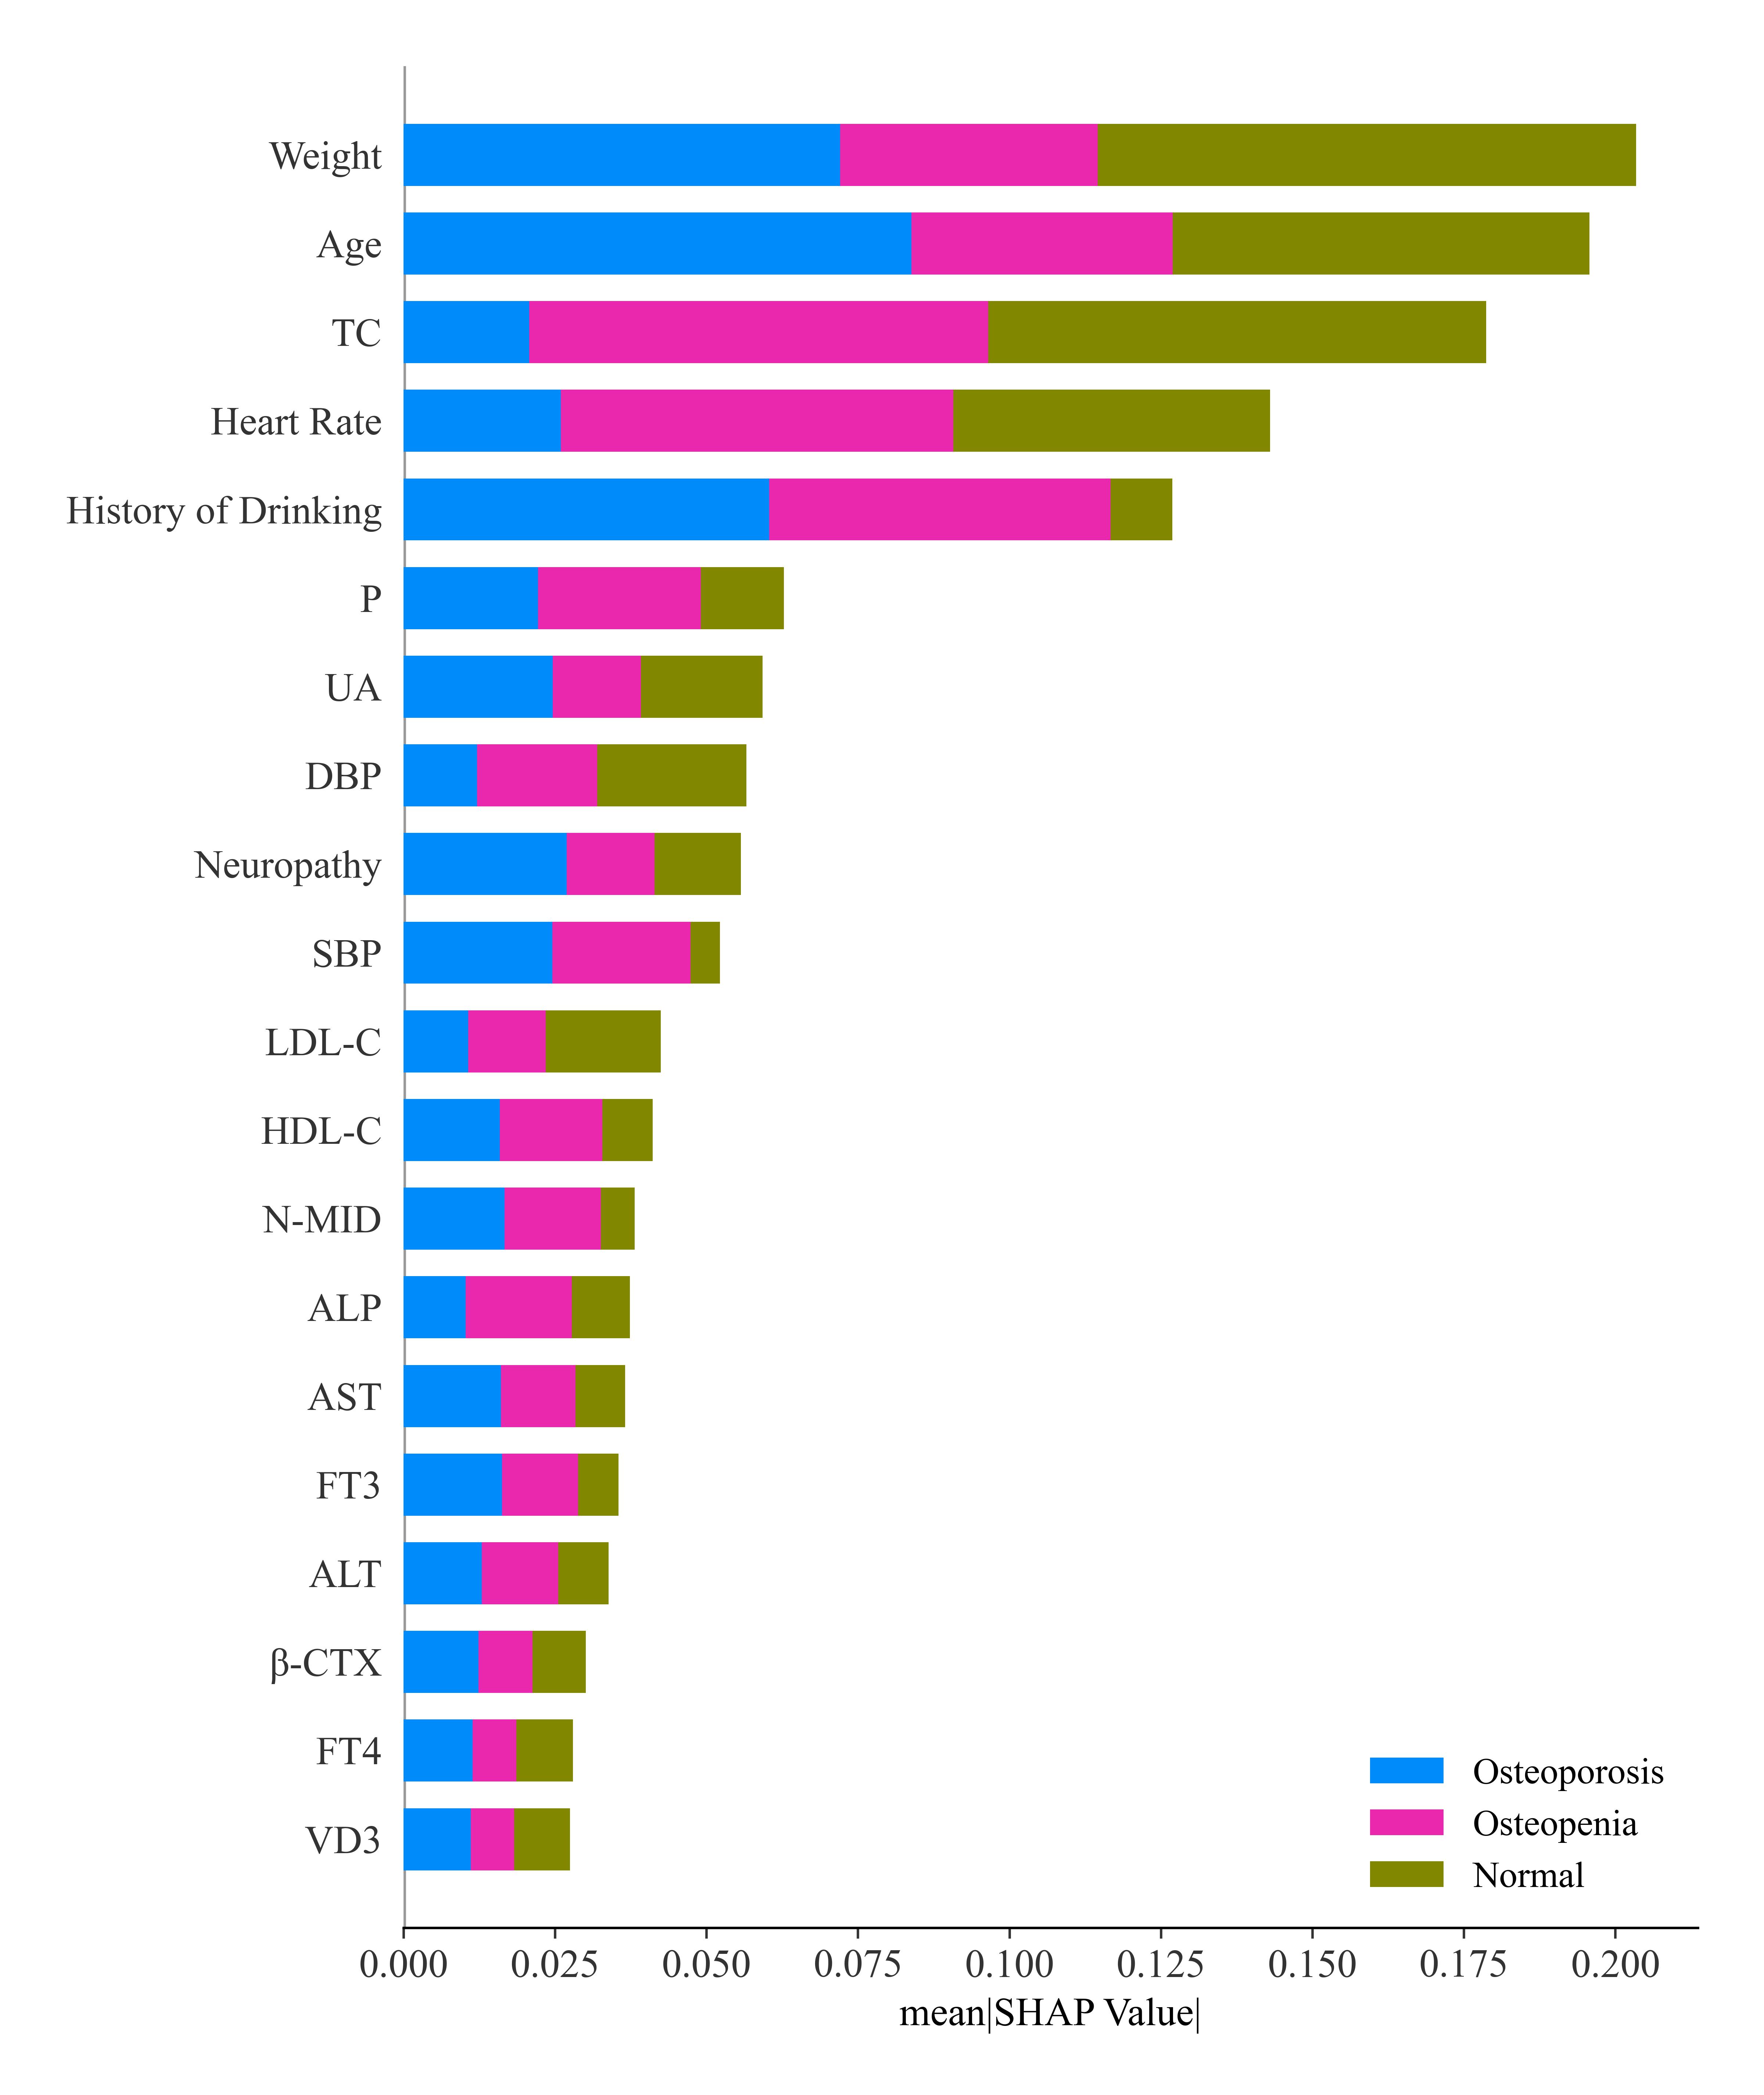 Weight
Age
TC
Heart Rate
History of Drinking
P
UA
DBP
Neuropathy
SBP
LDL-C
HDL-C
N-MID
ALP
AST
FT3
ALT
β-CTX
FT4
VD3
Osteoporosis
Osteopenia
Normal
0.000 0.025 0.050 0.075 0.100 0.125 0.150 0.175 0.200
mean|SHAP Value|